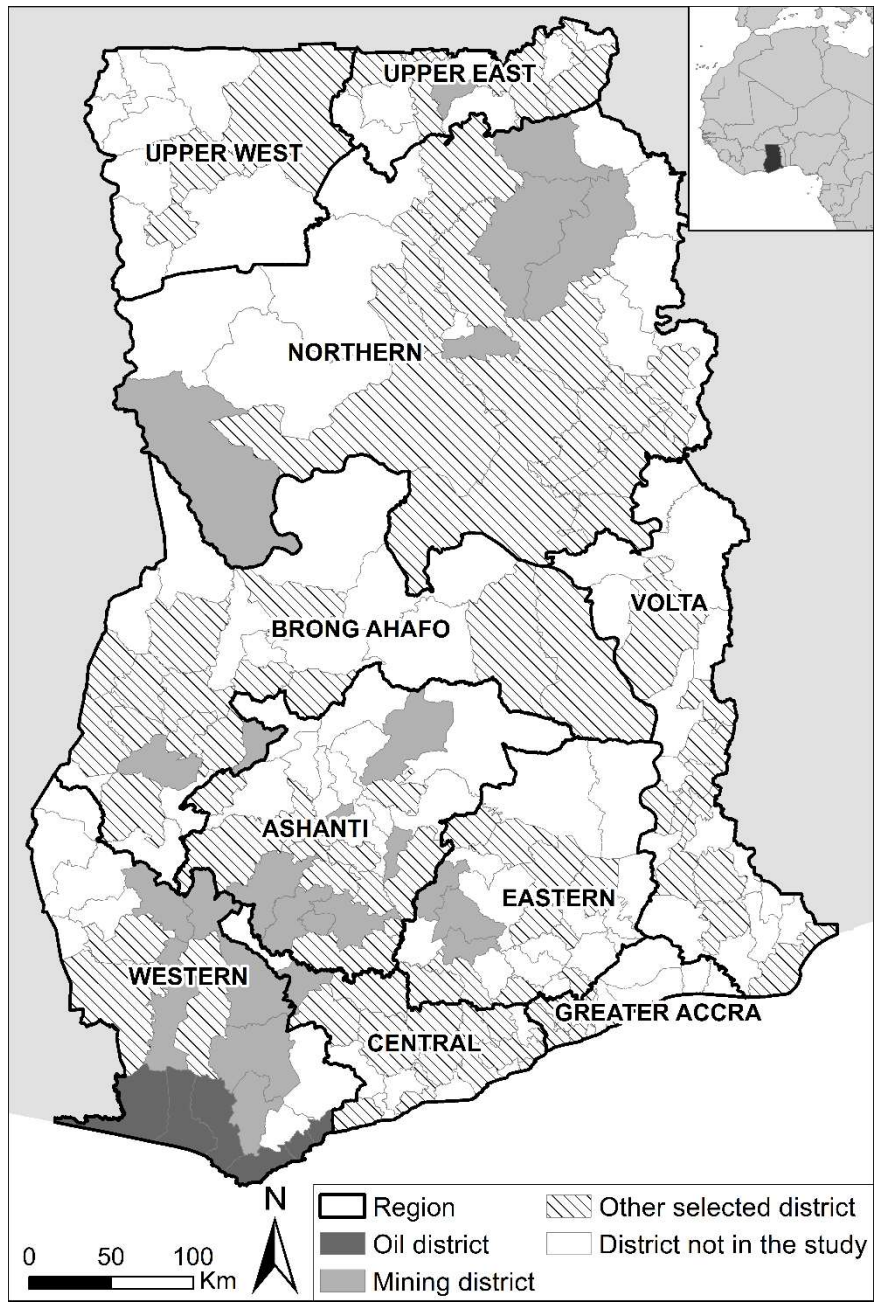 UPPER EAST
UPPER WEST
NORTHERN
VOLTA
BRONG AHAFO
ASHANTI
EASTERN
WESTERN
GREATER ACCRA
CENTRAL
N
0 50 100
Km
Region
Oil district
Mining district
Other selected district
District not in the study